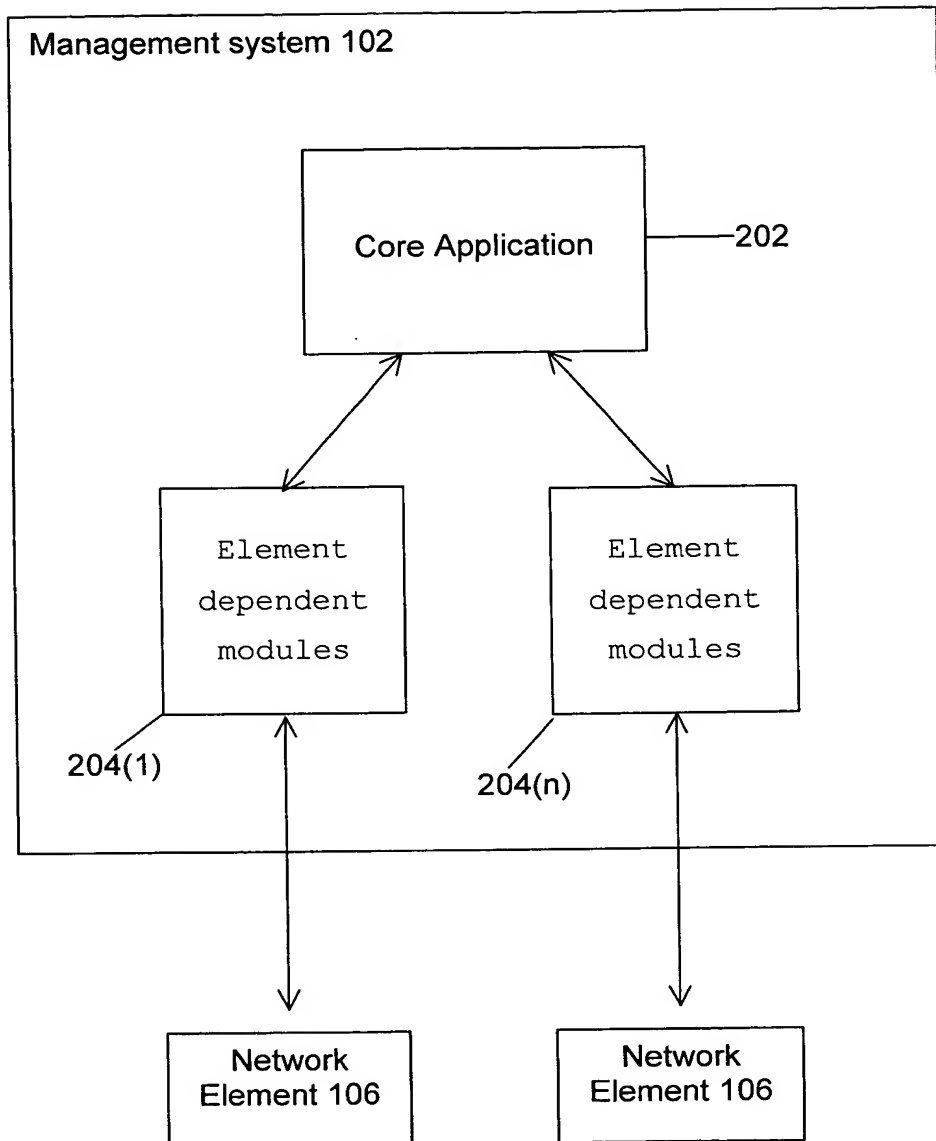 Management system 102
Core Application
202
Element
dependent
modules
Element
dependent
modules
204(1)
204(n)
Network
Element 106
Network
Element 106